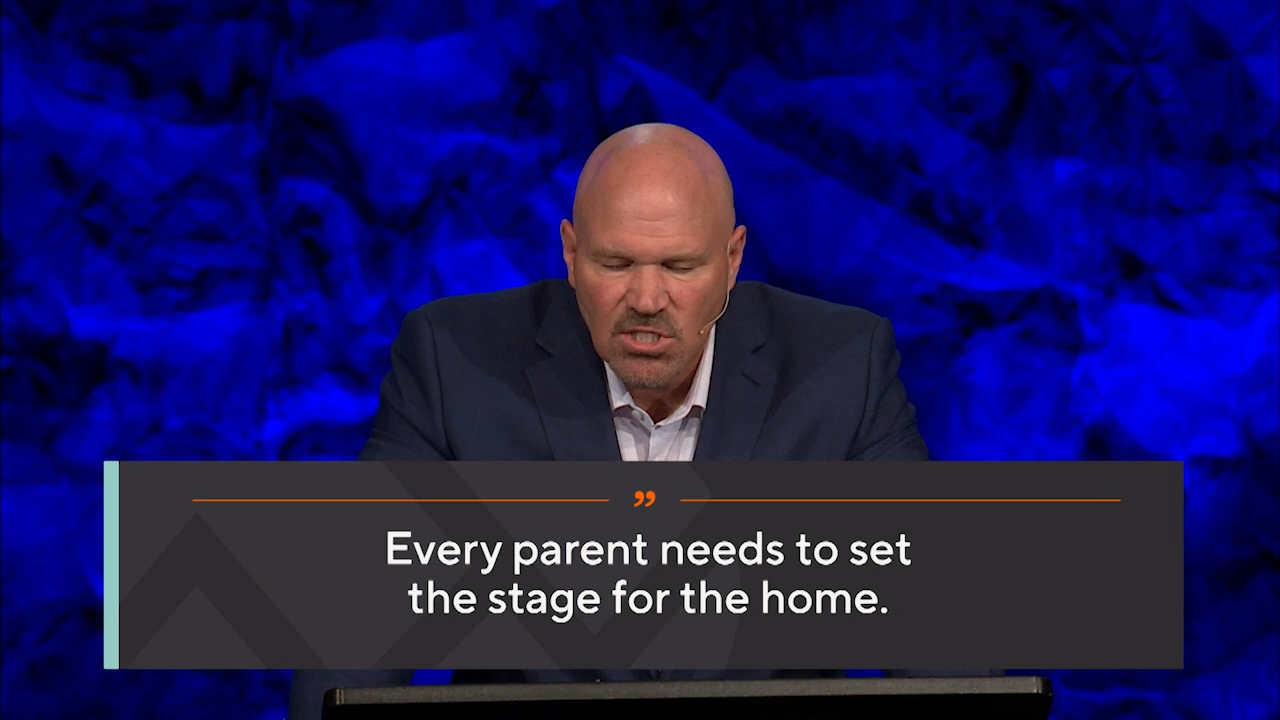 ”
Every parent needs to set
the stage for the home.